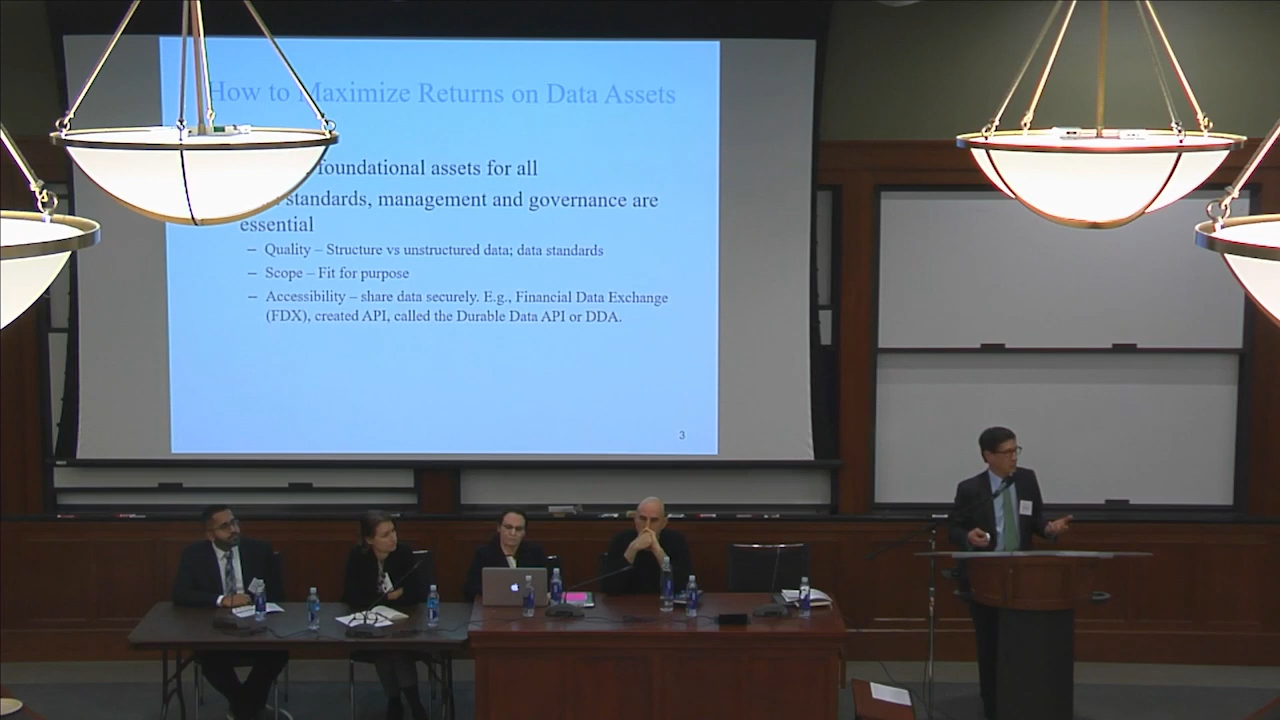 How to Maximize Returns on Data Assets
foundational assets for all
standards, management and governance are
essential
– Quality – Structure vs unstructured data; data standards
– Scope – Fit for purpose
– Accessibility – share data securely. E.g., Financial Data Exchange
(FDX), created API, called the Durable Data API or DDA.
3